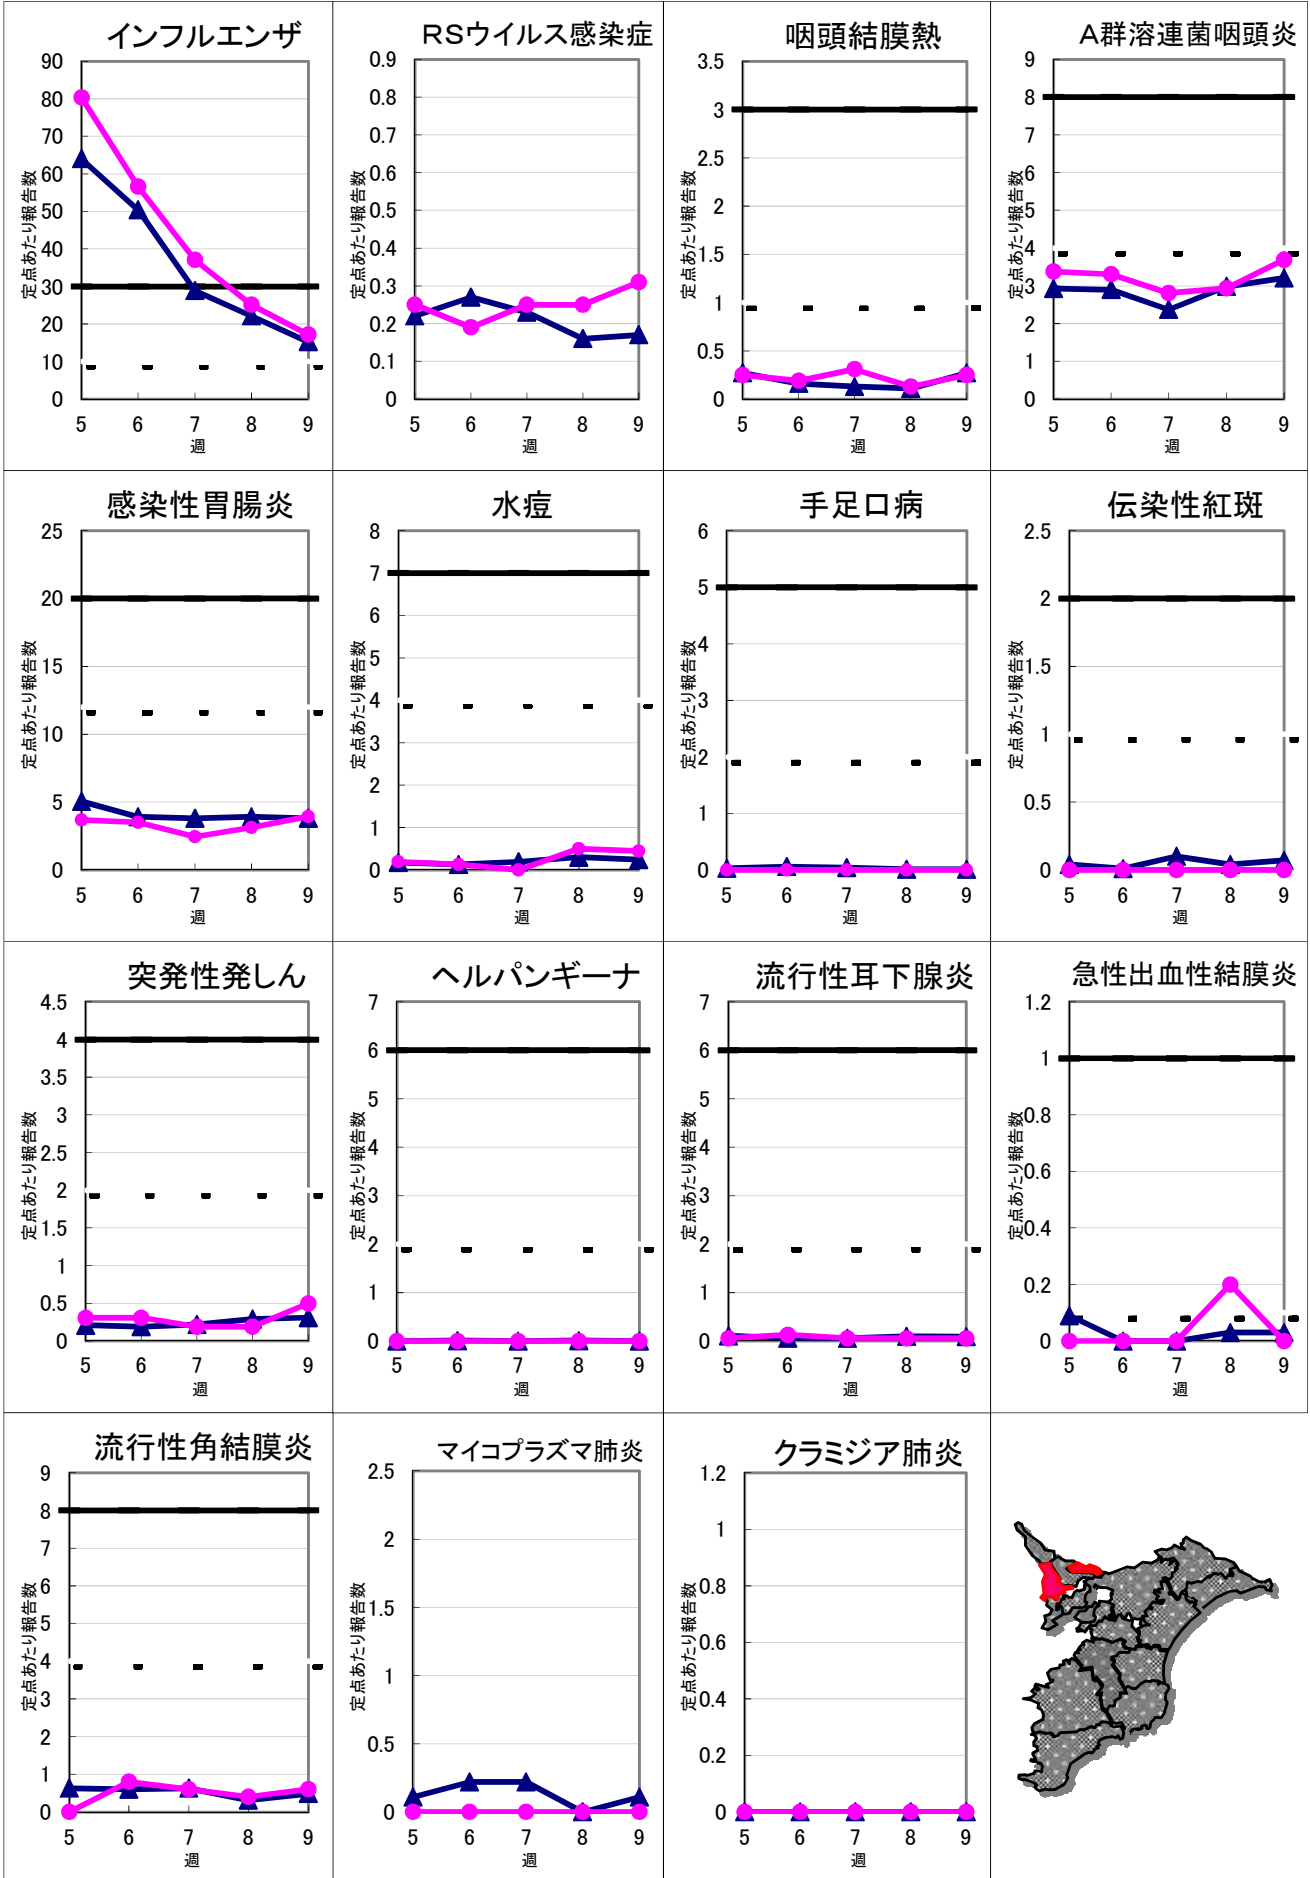 インフルエンザ
90
80
70
60
50
40
30
20
10
0
定点あたり報告数
5 6 7 8 9
週
RSウイルス感染症
0.9
0.8
0.7
0.6
0.5
0.4
0.3
0.2
0.1
0
定点あたり報告数
5 6 7 8 9
週
咽頭結膜熱
3.5
3
2.5
2
1.5
1
0.5
0
定点あたり報告数
5 6 7 8 9
週
A群溶連菌咽頭炎
9
8
7
6
5
4
3
2
1
0
定点あたり報告数
5 6 7 8 9
週
感染性胃腸炎
25
20
15
10
5
0
定点あたり報告数
5 6 7 8 9
週
水痘
8
7
6
5
4
3
2
1
0
定点あたり報告数
5 6 7 8 9
週
手足口病
6
5
4
3
2
1
0
定点あたり報告数
5 6 7 8 9
週
伝染性紅斑
2.5
2
1.5
1
0.5
0
定点あたり報告数
5 6 7 8 9
週
突発性発しん
4.5
4
3.5
3
2.5
2
1.5
1
0.5
0
定点あたり報告数
5 6 7 8 9
週
ヘルパンギーナ
7
6
5
4
3
2
1
0
定点あたり報告数
5 6 7 8 9
週
流行性耳下腺炎
7
6
5
4
3
2
1
0
定点あたり報告数
5 6 7 8 9
週
急性出血性結膜炎
1.2
1
0.8
0.6
0.4
0.2
0
定点あたり報告数
5 6 7 8 9
週
流行性角結膜炎
9
8
7
6
5
4
3
2
1
0
定点あたり報告数
5 6 7 8 9
週
マイコプラズマ肺炎
2.5
2
1.5
1
0.5
0
定点あたり報告数
5 6 7 8 9
週
クラミジア肺炎
1.2
1
0.8
0.6
0.4
0.2
0
定点あたり報告数
5 6 7 8 9
週